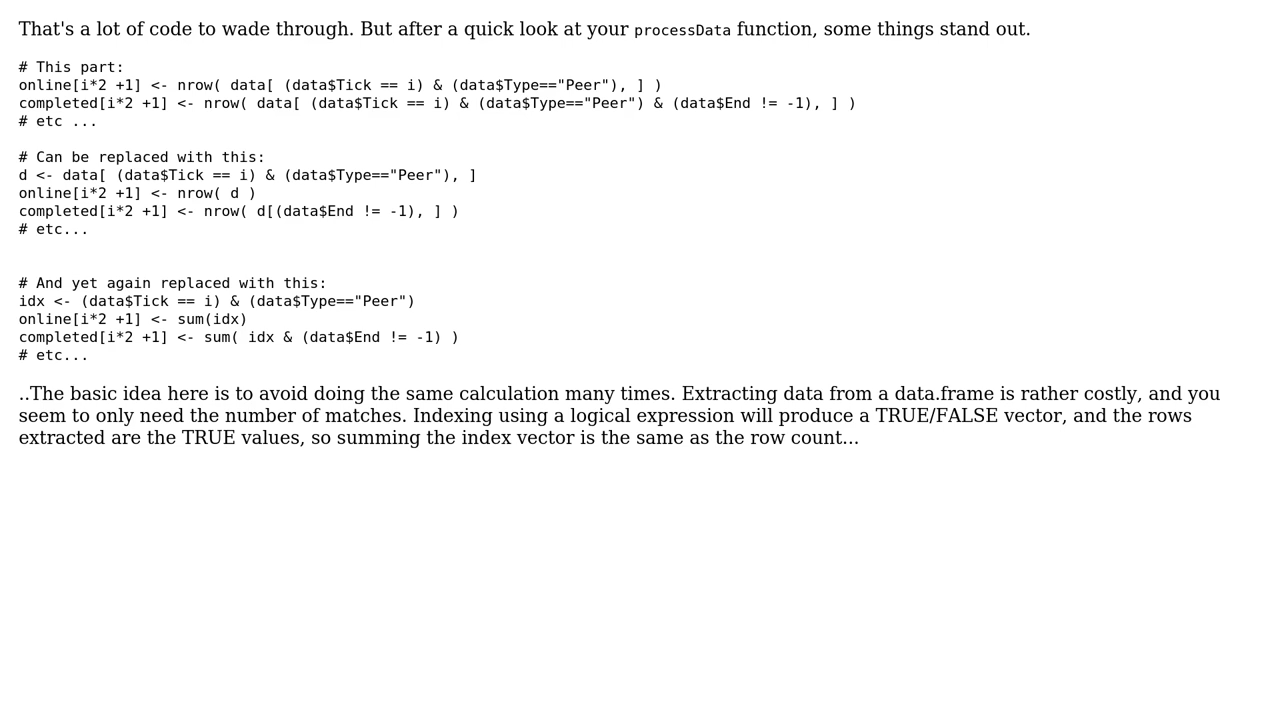 That's a lot of code to wade through. But after a quick look at your processData function, some things stand out.
# This part:
online[i*2 +1] <- nrow( data[ (data$Tick == i) & (data$Type=="Peer"), ] )
completed[i*2 +1] <- nrow( data[ (data$Tick == i) & (data$Type=="Peer") & (data$End != -1), ] )
# etc ...
# Can be replaced with this:
d <- data[ (data$Tick == i) & (data$Type=="Peer"), ]
online[i*2 +1] <- nrow( d )
completed[i*2 +1] <- nrow( d[(data$End != -1), ] )
# etc...
# And yet again replaced with this:
idx <- (data$Tick == i) & (data$Type=="Peer")
online[i*2 +1] <- sum(idx)
completed[i*2 +1] <- sum( idx & (data$End != -1) )
# etc...
..The basic idea here is to avoid doing the same calculation many times. Extracting data from a data.frame is rather costly, and you
seem to only need the number of matches. Indexing using a logical expression will produce a TRUE/FALSE vector, and the rows
extracted are the TRUE values, so summing the index vector is the same as the row count...